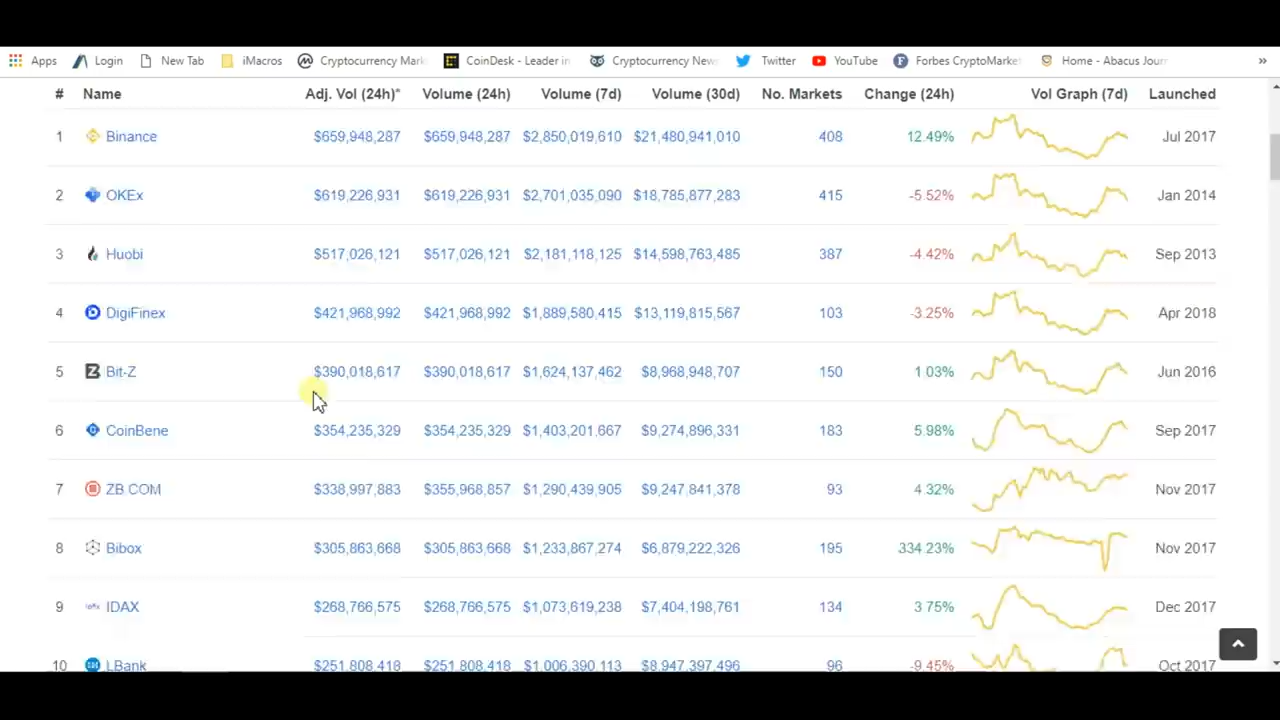 Apps Login New Tab iMacros Cryptocurrency Mark CoinDesk - Leader in Cryptocurrency New Twitter YouTube Forbes CryptoMarket Home - Abacus Journ »
# Name Adj. Vol (24h)* Volume (24h) Volume (7d) Volume (30d) No. Markets Change (24h) Vol Graph (7d) Launched
1 Binance $659,948,287 $659,948,287 $2,850,019,610 $21,480,941,010 408 12.49% Jul 2017
2 OKEx $619,226,931 $619,226,931 $2,701,035,090 $18,785,877,283 415 -5.52% Jan 2014
3 Huobi $517,026,121 $517,026,121 $2,181,118,125 $14,598,763,485 387 -4.42% Sep 2013
4 DigiFinex $421,968,992 $421,968,992 $1,889,580,415 $13,119,815,567 103 -3.25% Apr 2018
5 Bit-Z $390,018,617 $390,018,617 $1,624,137,462 $8,968,948,707 150 1.03% Jun 2016
6 CoinBene $354,235,329 $354,235,329 $1,403,201,667 $9,274,896,331 183 5.98% Sep 2017
7 ZB.COM $338,997,883 $355,968,857 $1,290,439,905 $9,247,841,378 93 4.32% Nov 2017
8 Bibox $305,863,668 $305,863,668 $1,233,867,274 $6,879,222,326 195 334.23% Nov 2017
9 IDAX $268,766,575 $268,766,575 $1,073,619,238 $7,404,198,761 134 3.75% Dec 2017
10 LBank $251,808,418 $251,808,418 $1,006,390,113 $8,947,397,496 96 -9.45% Oct 2017